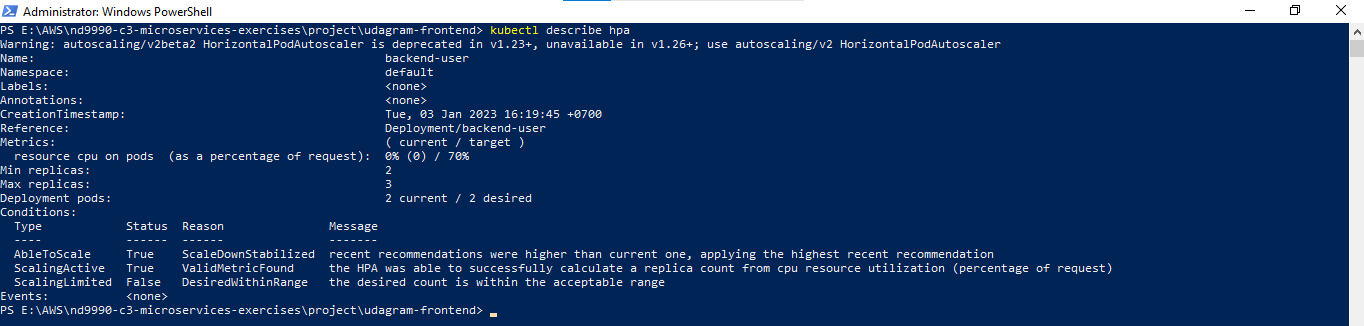 Administrator: Windows PowerShell
PS E:\AWS\nd9990-c3-microservices-exercises\project\udagram-frontend> kubectl describe hpa
Warning: autoscaling/v2beta2 HorizontalPodAutoscaler is deprecated in v1.23+, unavailable in v1.26+; use autoscaling/v2 HorizontalPodAutoscaler
Name: backend-user
Namespace: default
Labels: <none>
Annotations: <none>
CreationTimestamp: Tue, 03 Jan 2023 16:19:45 +0700
Reference: Deployment/backend-user
Metrics: ( current / target )
resource cpu on pods (as a percentage of request): 0% (0) / 70%
Min replicas: 2
Max replicas: 3
Deployment pods: 2 current / 2 desired
Conditions:
Type Status Reason Message
---- ------ ------ -------
AbleToScale True ScaleDownStabilized recent recommendations were higher than current one, applying the highest recent recommendation
ScalingActive True ValidMetricFound the HPA was able to successfully calculate a replica count from cpu resource utilization (percentage of request)
ScalingLimited False DesiredWithinRange the desired count is within the acceptable range
Events: <none>
PS E:\AWS\nd9990-c3-microservices-exercises\project\udagram-frontend>